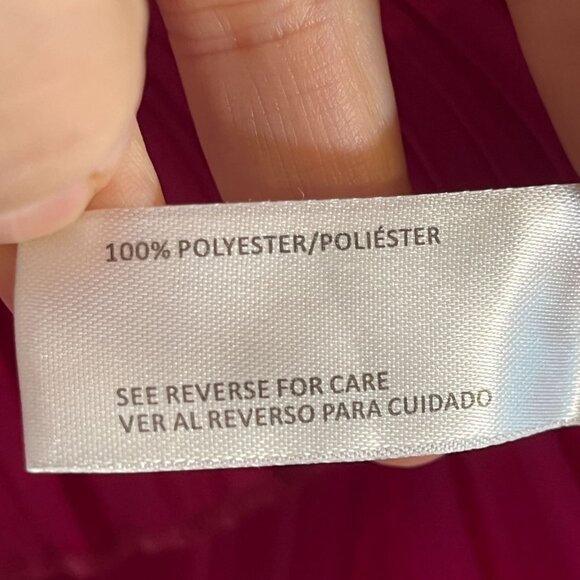 100% POLYESTER/POLIÉSTER
SEE REVERSE FOR CARE
VER AL REVERSO PARA CUIDADO